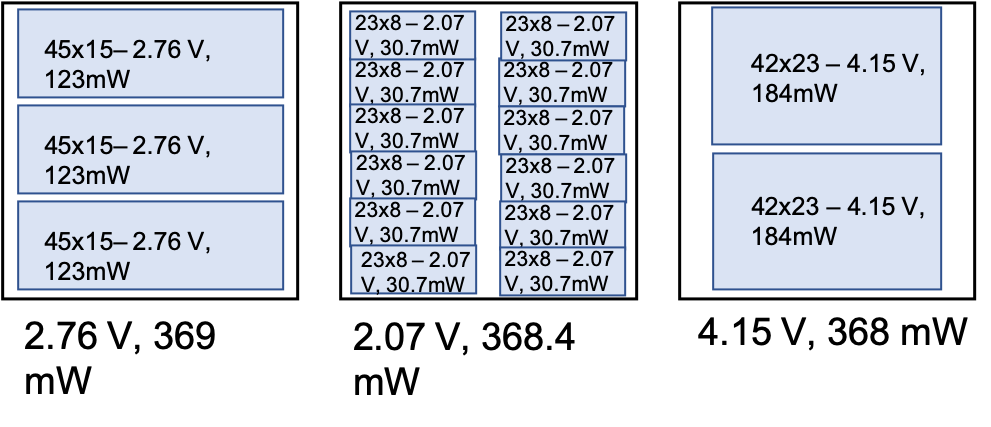 45x15– 2.76 V,
123mW
45x15– 2.76 V,
123mW
45x15– 2.76 V,
123mW
2.76 V, 369
mW
23x8 – 2.07
V, 30.7mW
23x8 – 2.07
V, 30.7mW
23x8 – 2.07
V, 30.7mW
23x8 – 2.07
V, 30.7mW
23x8 – 2.07
V, 30.7mW
23x8 – 2.07
V, 30.7mW
23x8 – 2.07
V, 30.7mW
23x8 – 2.07
V, 30.7mW
23x8 – 2.07
V, 30.7mW
23x8 – 2.07
V, 30.7mW
23x8 – 2.07
V, 30.7mW
23x8 – 2.07
V, 30.7mW
2.07 V, 368.4
mW
42x23 – 4.15 V,
184mW
42x23 – 4.15 V,
184mW
4.15 V, 368 mW